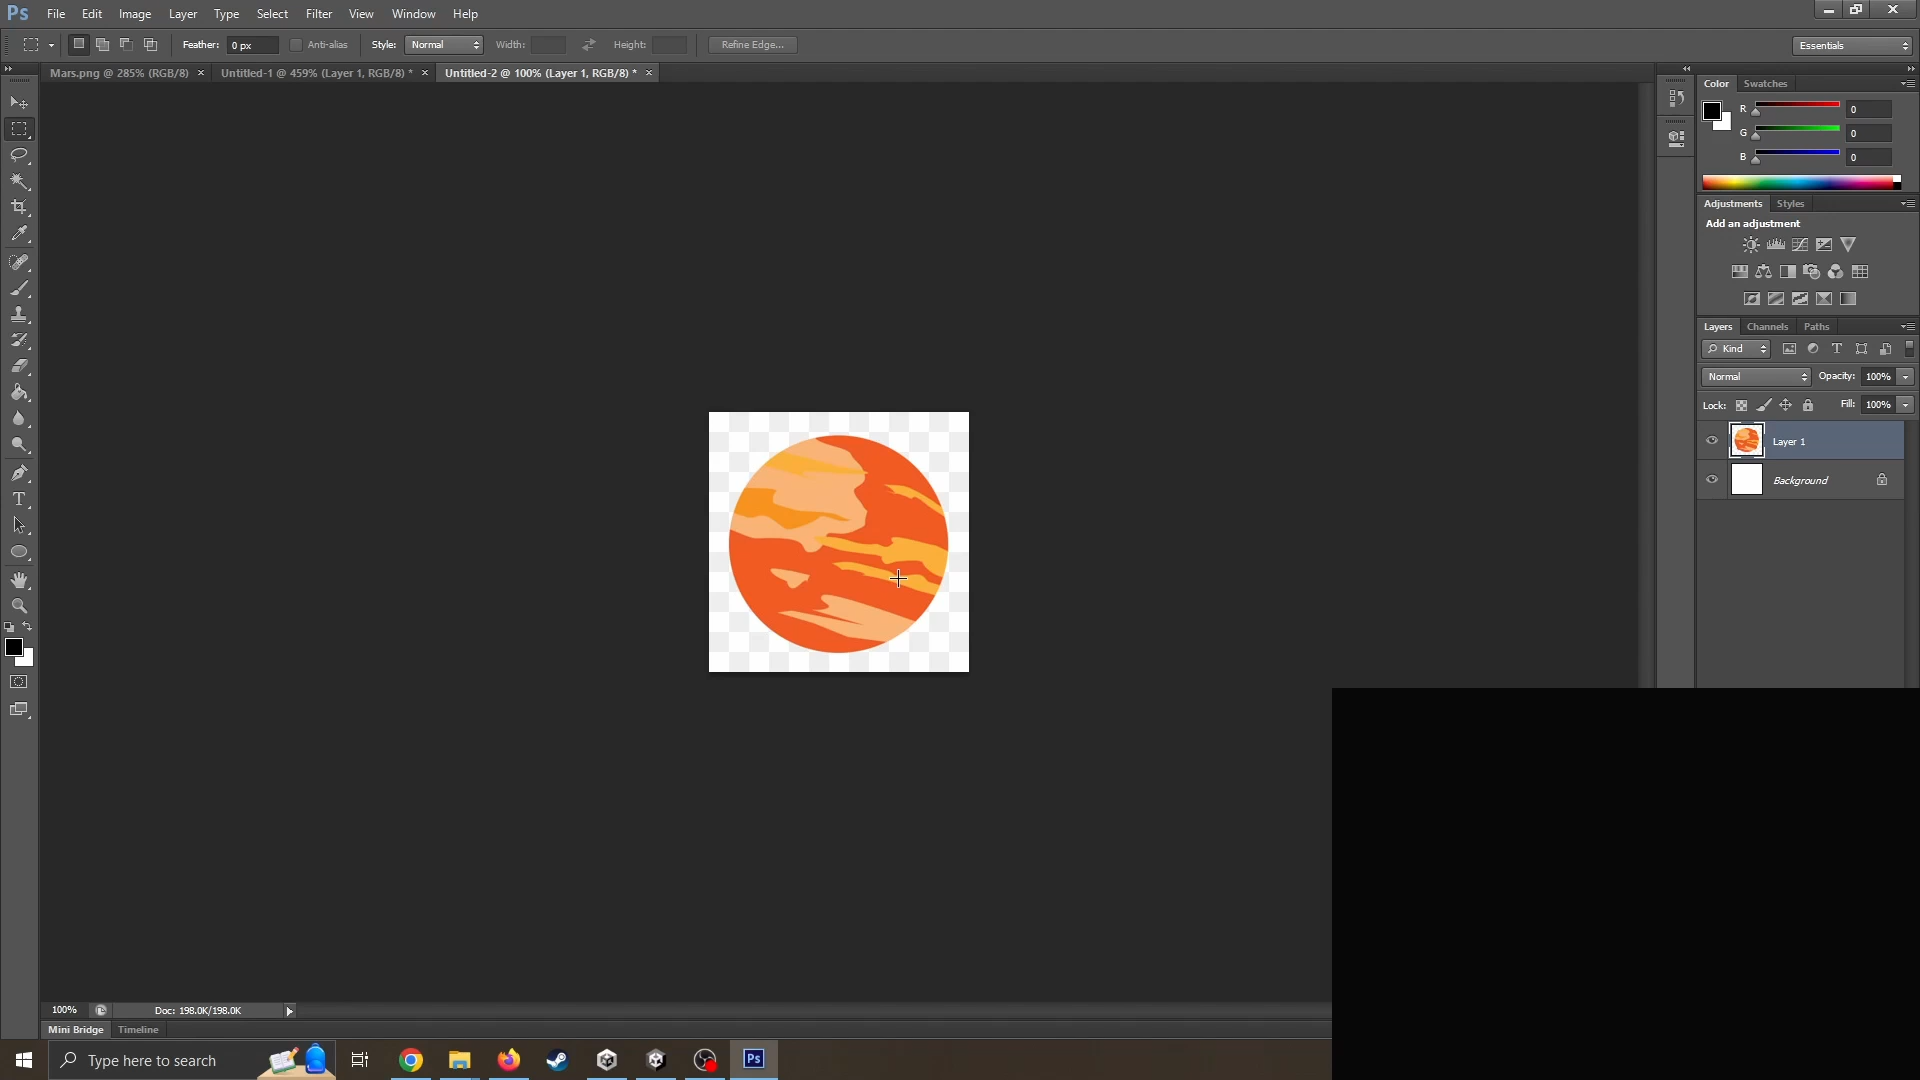 Ps File Edit Image Layer Type Select Filter View Window Help
Feather: 0 px Anti-alias Style: Normal Width: Height: Refine Edge... Essentials
Mars.png @ 285% (RGB/8) × Untitled-1 @ 459% (Layer 1, RGB/8) * × Untitled-2 @ 100% (Layer 1, RGB/8) * ×
Color Swatches
R 0
G 0
B 0
Adjustments Styles
Add an adjustment
Layers Channels Paths
Kind
Normal Opacity: 100%
Lock: Fill: 100%
Layer 1
Background
100% Doc: 198.0K/198.0K
Mini Bridge Timeline
Type here to search
Ps